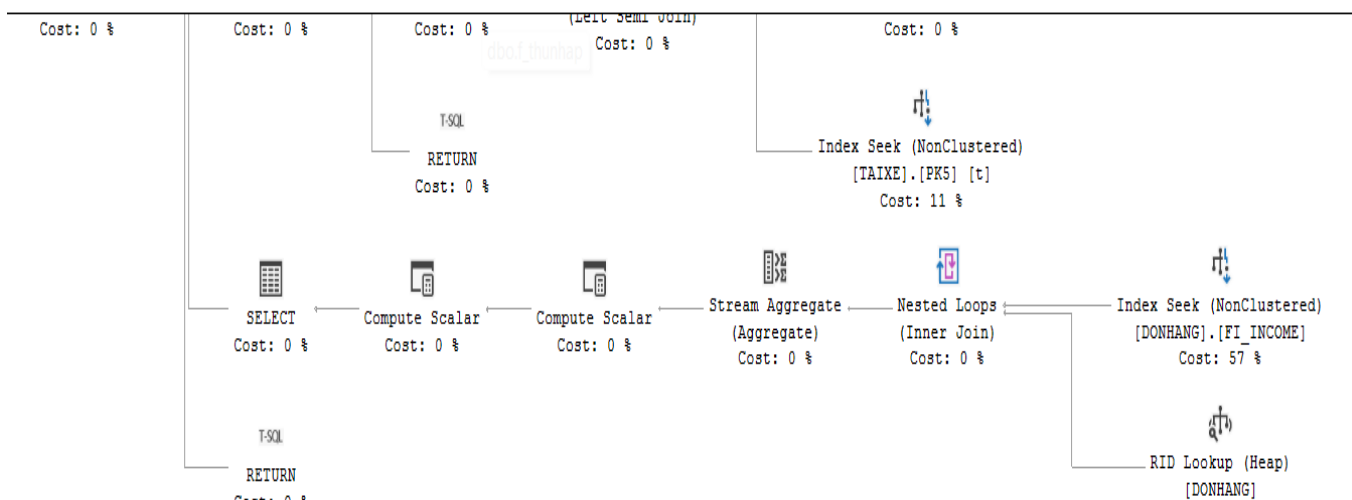 Cost: 0 %
Cost: 0 %
Cost: 0 %
(Left Semi Join)
Cost: 0 %
Cost: 0 %
dbo.f_thunhap
T-SQL
RETURN
Cost: 0 %
Index Seek (NonClustered)
[TAIXE].[PK5] [t]
Cost: 11 %
SELECT
Cost: 0 %
Compute Scalar
Cost: 0 %
Compute Scalar
Cost: 0 %
Stream Aggregate
(Aggregate)
Cost: 0 %
Nested Loops
(Inner Join)
Cost: 0 %
Index Seek (NonClustered)
[DONHANG].[FI_INCOME]
Cost: 57 %
T-SQL
RETURN
Cost: 0 %
RID Lookup (Heap)
[DONHANG]